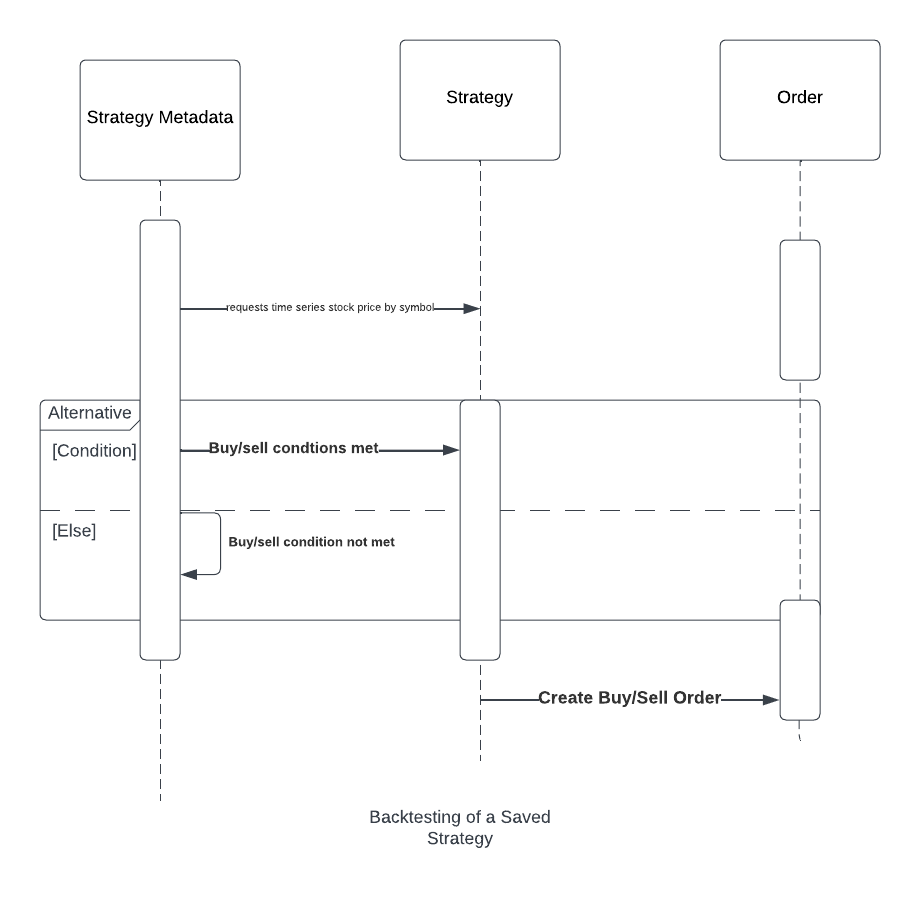 Strategy Metadata
Strategy
Order
requests time series stock price by symbol
Alternative
[Condition]
Buy/sell condtions met
[Else]
Buy/sell condition not met
Create Buy/Sell Order
Backtesting of a Saved
Strategy